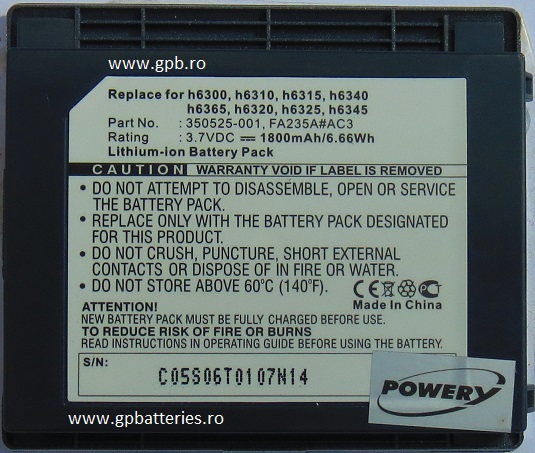 www.gpb.ro
Replace for h6300, h6310, h6315, h6340
h6365, h6320, h6325, h6345
Part No. : 350525-001, FA235A#AC3
Rating : 3.7VDC ⎓ 1800mAh/6.66Wh
Lithium-ion Battery Pack
CAUTION WARRANTY VOID IF LABEL IS REMOVED
• DO NOT ATTEMPT TO DISASSEMBLE, OPEN OR SERVICE
THE BATTERY PACK.
• REPLACE ONLY WITH THE BATTERY PACK DESIGNATED
FOR THIS PRODUCT.
• DO NOT CRUSH, PUNCTURE, SHORT EXTERNAL
CONTACTS OR DISPOSE OF IN FIRE OR WATER.
• DO NOT STORE ABOVE 60°C (140°F).
CE
Made In China
ATTENTION!
NEW BATTERY PACK MUST BE FULLY CHARGED BEFORE USE.
TO REDUCE RISK OF FIRE OR BURNS
READ INSTRUCTIONS IN OPERATING BEFORE CHARGING BATTERY.
S/N:
C05S06T0107N14
POWERY
www.gpbatteries.ro